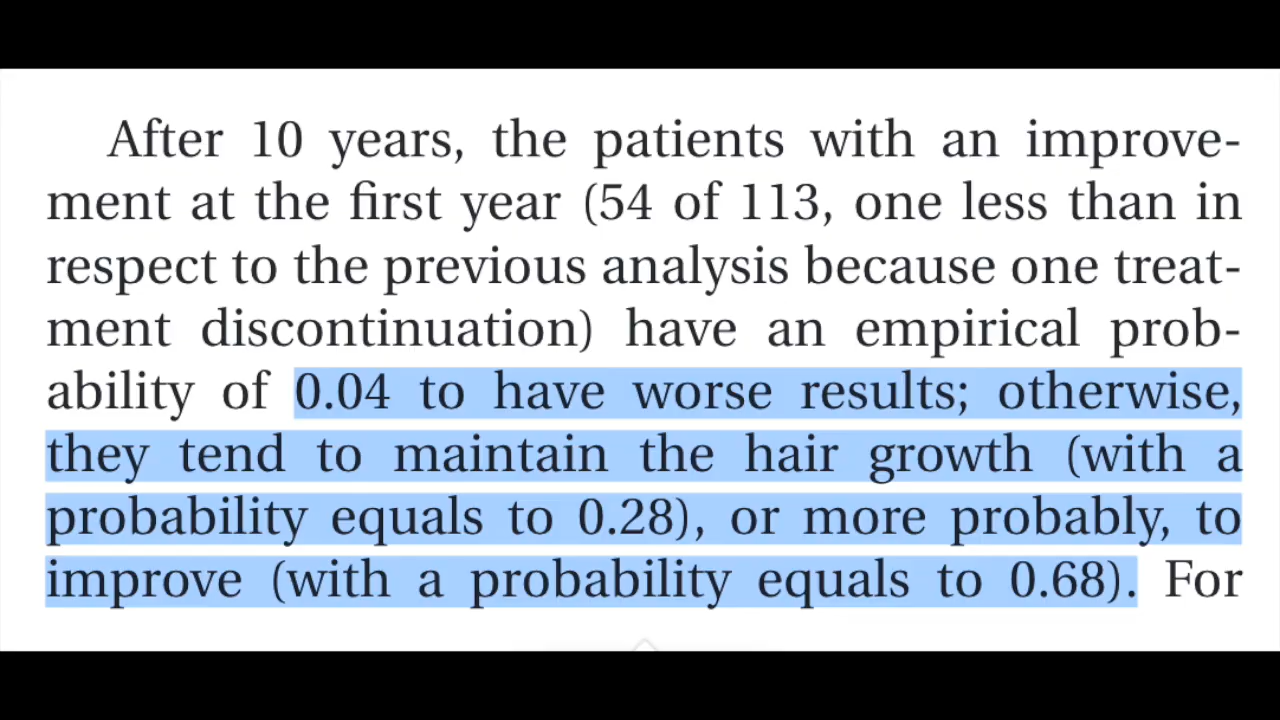 After 10 years, the patients with an improve-
ment at the first year (54 of 113, one less than in
respect to the previous analysis because one treat-
ment discontinuation) have an empirical prob-
ability of 0.04 to have worse results; otherwise,
they tend to maintain the hair growth (with a
probability equals to 0.28), or more probably, to
improve (with a probability equals to 0.68). For